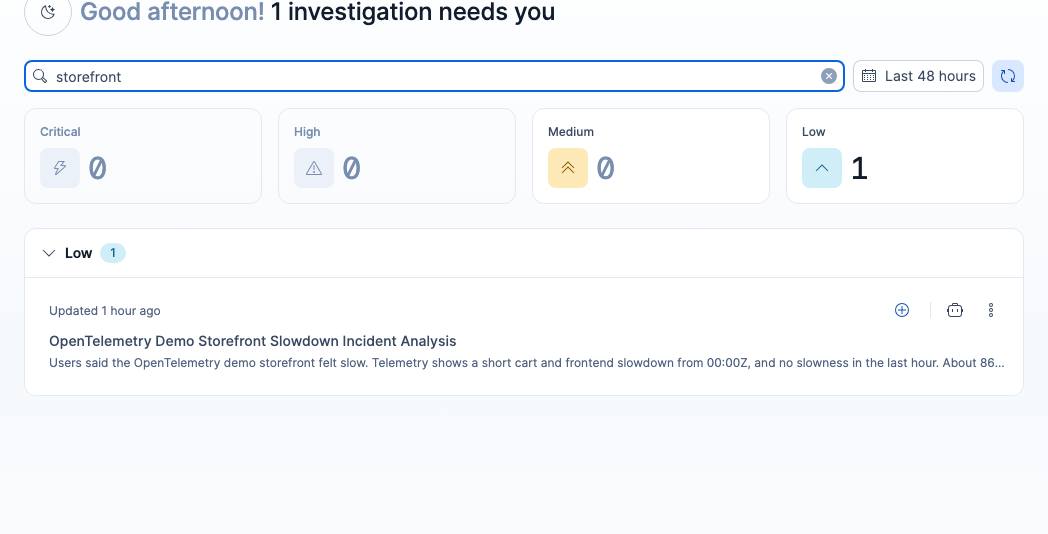 Good afternoon! 1 investigation needs you
storefront
Last 48 hours
Critical
0
High
0
Medium
0
Low
1
Low 1
Updated 1 hour ago
OpenTelemetry Demo Storefront Slowdown Incident Analysis
Users said the OpenTelemetry demo storefront felt slow. Telemetry shows a short cart and frontend slowdown from 00:00Z, and no slowness in the last hour. About 86...